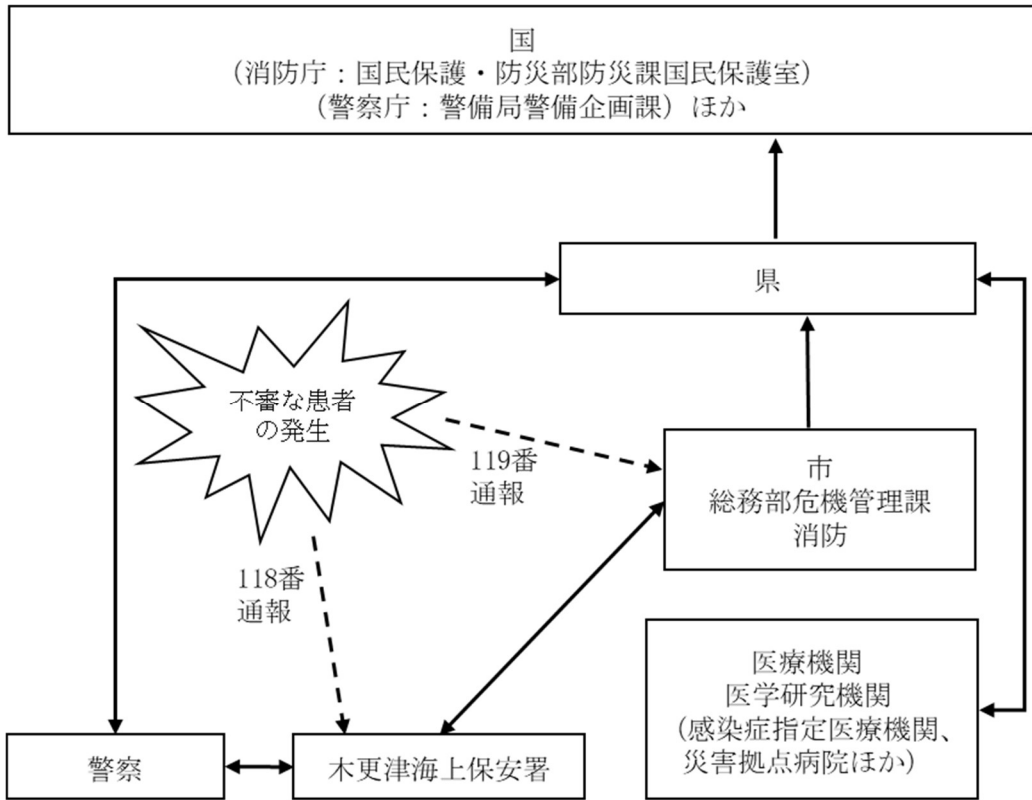 国
(消防庁：国民保護・防災部防災課国民保護室)
(警察庁：警備局警備企画課) ほか
県
不審な患者
の発生
119番
通報
市
総務部危機管理課
消防
118番
通報
医療機関
医学研究機関
(感染症指定医療機関、
災害拠点病院ほか)
警察
木更津海上保安署